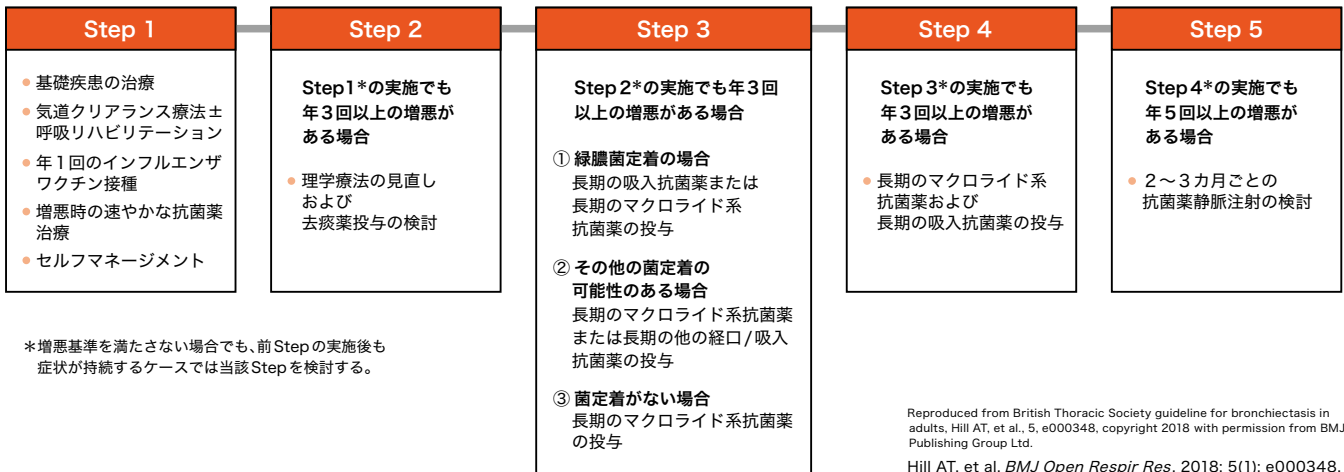 Step 1
・基礎疾患の治療
・気道クリアランス療法±
呼吸リハビリテーション
・年1回のインフルエンザ
ワクチン接種
・増悪時の速やかな抗菌薬
治療
・セルフマネージメント
Step 2
Step1*の実施でも
年3回以上の増悪が
ある場合
・理学療法の見直し
および
去痰薬投与の検討
Step 3
Step2*の実施でも年3回
以上の増悪がある場合
① 緑膿菌定着の場合
長期の吸入抗菌薬または
長期のマクロライド系
抗菌薬の投与
② その他の菌定着の
可能性のある場合
長期のマクロライド系抗菌薬
または長期の他の経口/吸入
抗菌薬の投与
③ 菌定着がない場合
長期のマクロライド系抗菌薬
の投与
Step 4
Step3*の実施でも
年3回以上の増悪が
ある場合
・長期のマクロライド系
抗菌薬および
長期の吸入抗菌薬の投与
Step 5
Step4*の実施でも
年5回以上の増悪が
ある場合
・2〜3カ月ごとの
抗菌薬静脈注射の検討
*増悪基準を満たさない場合でも、前Stepの実施後も
症状が持続するケースでは当該Stepを検討する。
Reproduced from British Thoracic Society guideline for bronchiectasis in
adults, Hill AT, et al., 5, e000348, copyright 2018 with permission from BMJ
Publishing Group Ltd.
Hill AT, et al. BMJ Open Respir Res. 2018; 5(1): e000348.